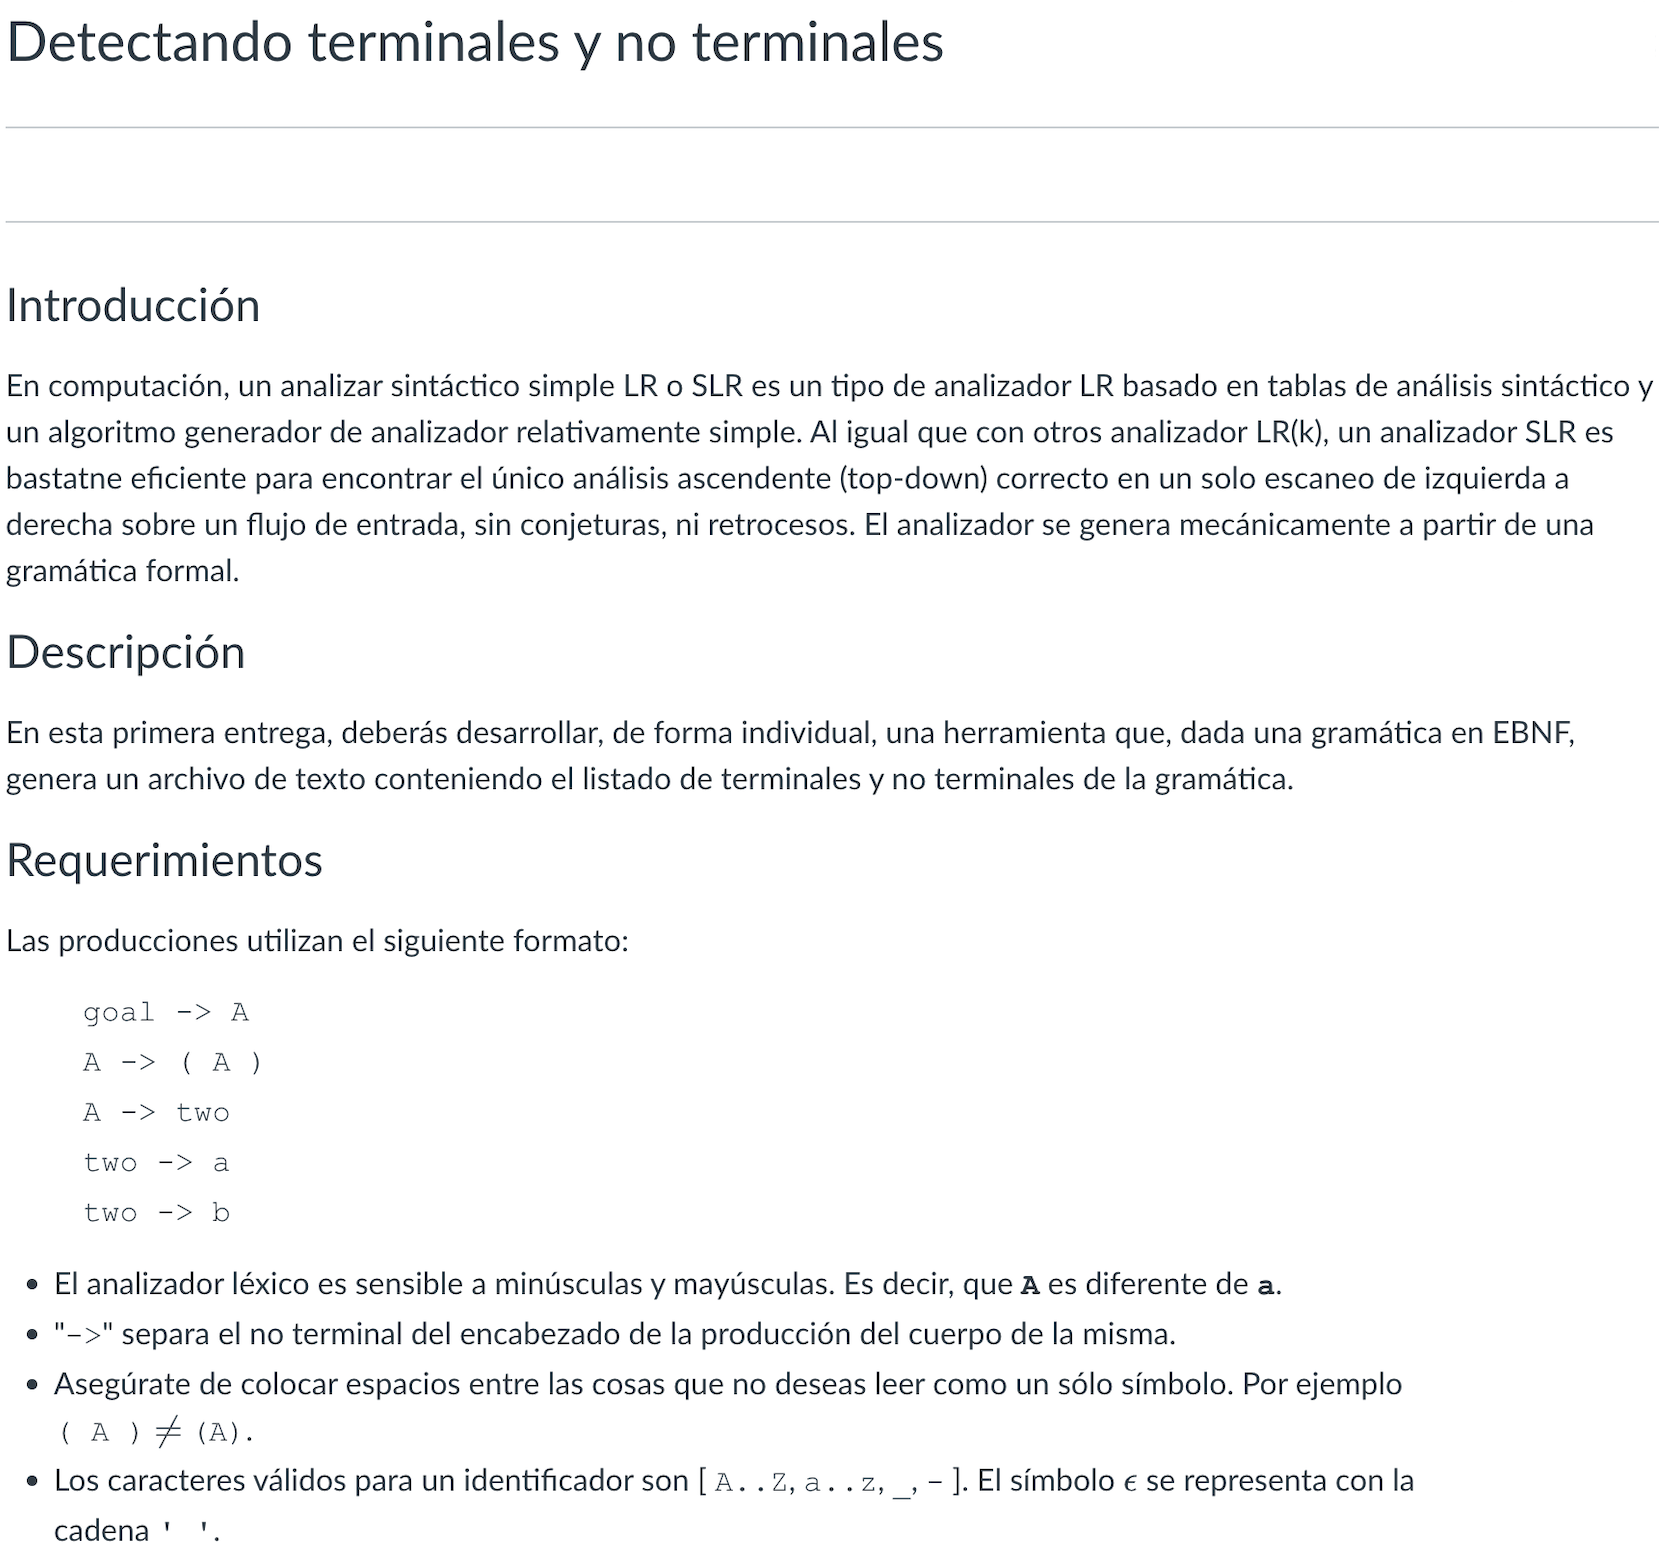 Detectando terminales y no terminales
Introducción
En computación, un analizar sintáctico simple LR o SLR es un tipo de analizador LR basado en tablas de análisis sintáctico y
un algoritmo generador de analizador relativamente simple. Al igual que con otros analizador LR(k), un analizador SLR es
bastatne eficiente para encontrar el único análisis ascendente (top-down) correcto en un solo escaneo de izquierda a
derecha sobre un flujo de entrada, sin conjeturas, ni retrocesos. El analizador se genera mecánicamente a partir de una
gramática formal.
Descripción
En esta primera entrega, deberás desarrollar, de forma individual, una herramienta que, dada una gramática en EBNF,
genera un archivo de texto conteniendo el listado de terminales y no terminales de la gramática.
Requerimientos
Las producciones utilizan el siguiente formato:
goal -> A
A -> ( A )
A -> two
two -> a
two -> b
• El analizador léxico es sensible a minúsculas y mayúsculas. Es decir, que A es diferente de a.
• "->" separa el no terminal del encabezado de la producción del cuerpo de la misma.
• Asegúrate de colocar espacios entre las cosas que no deseas leer como un sólo símbolo. Por ejemplo
( A ) ≠ (A).
• Los caracteres válidos para un identificador son [ A..Z, a..z, _, - ]. El símbolo ϵ se representa con la
cadena ' '.